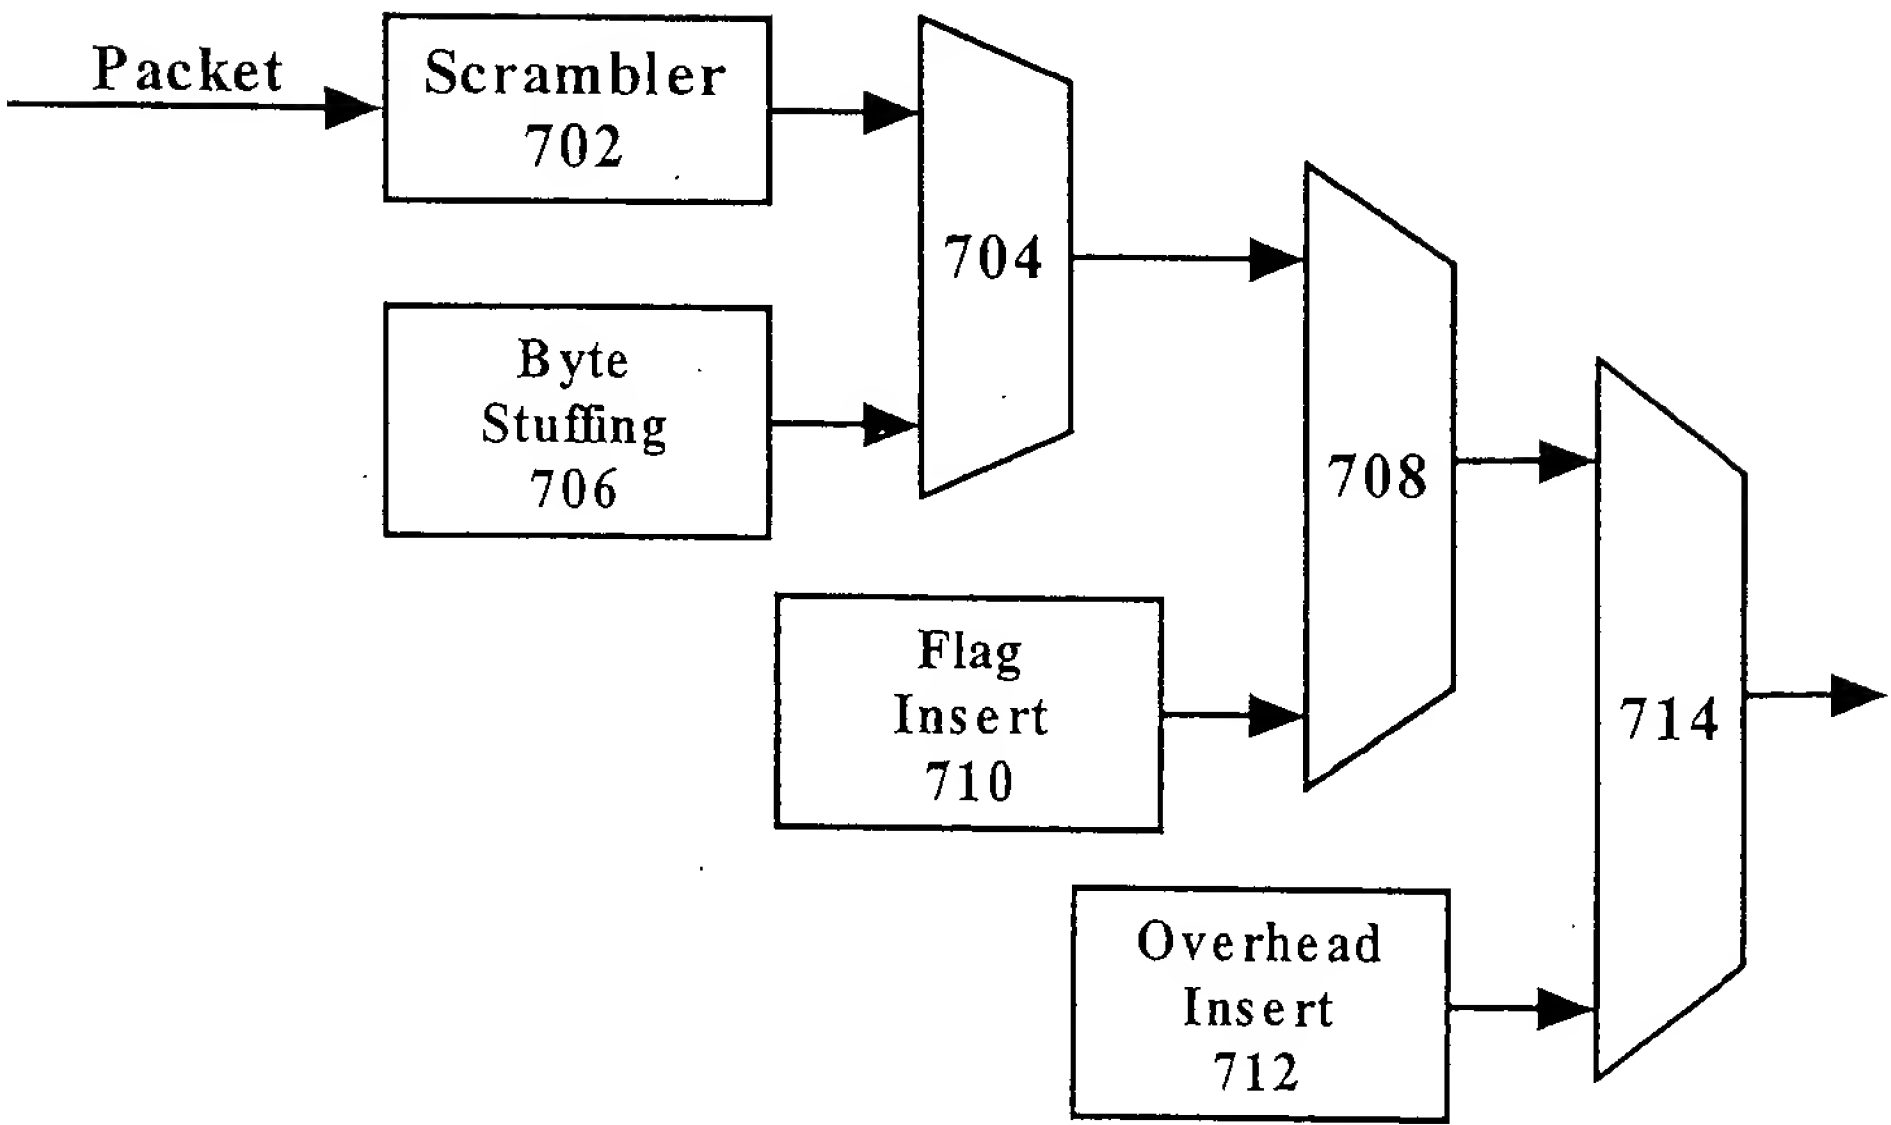 Packet
Scrambler
702
704
Byte
Stuffing
706
708
Flag
Insert
710
714
Overhead
Insert
712